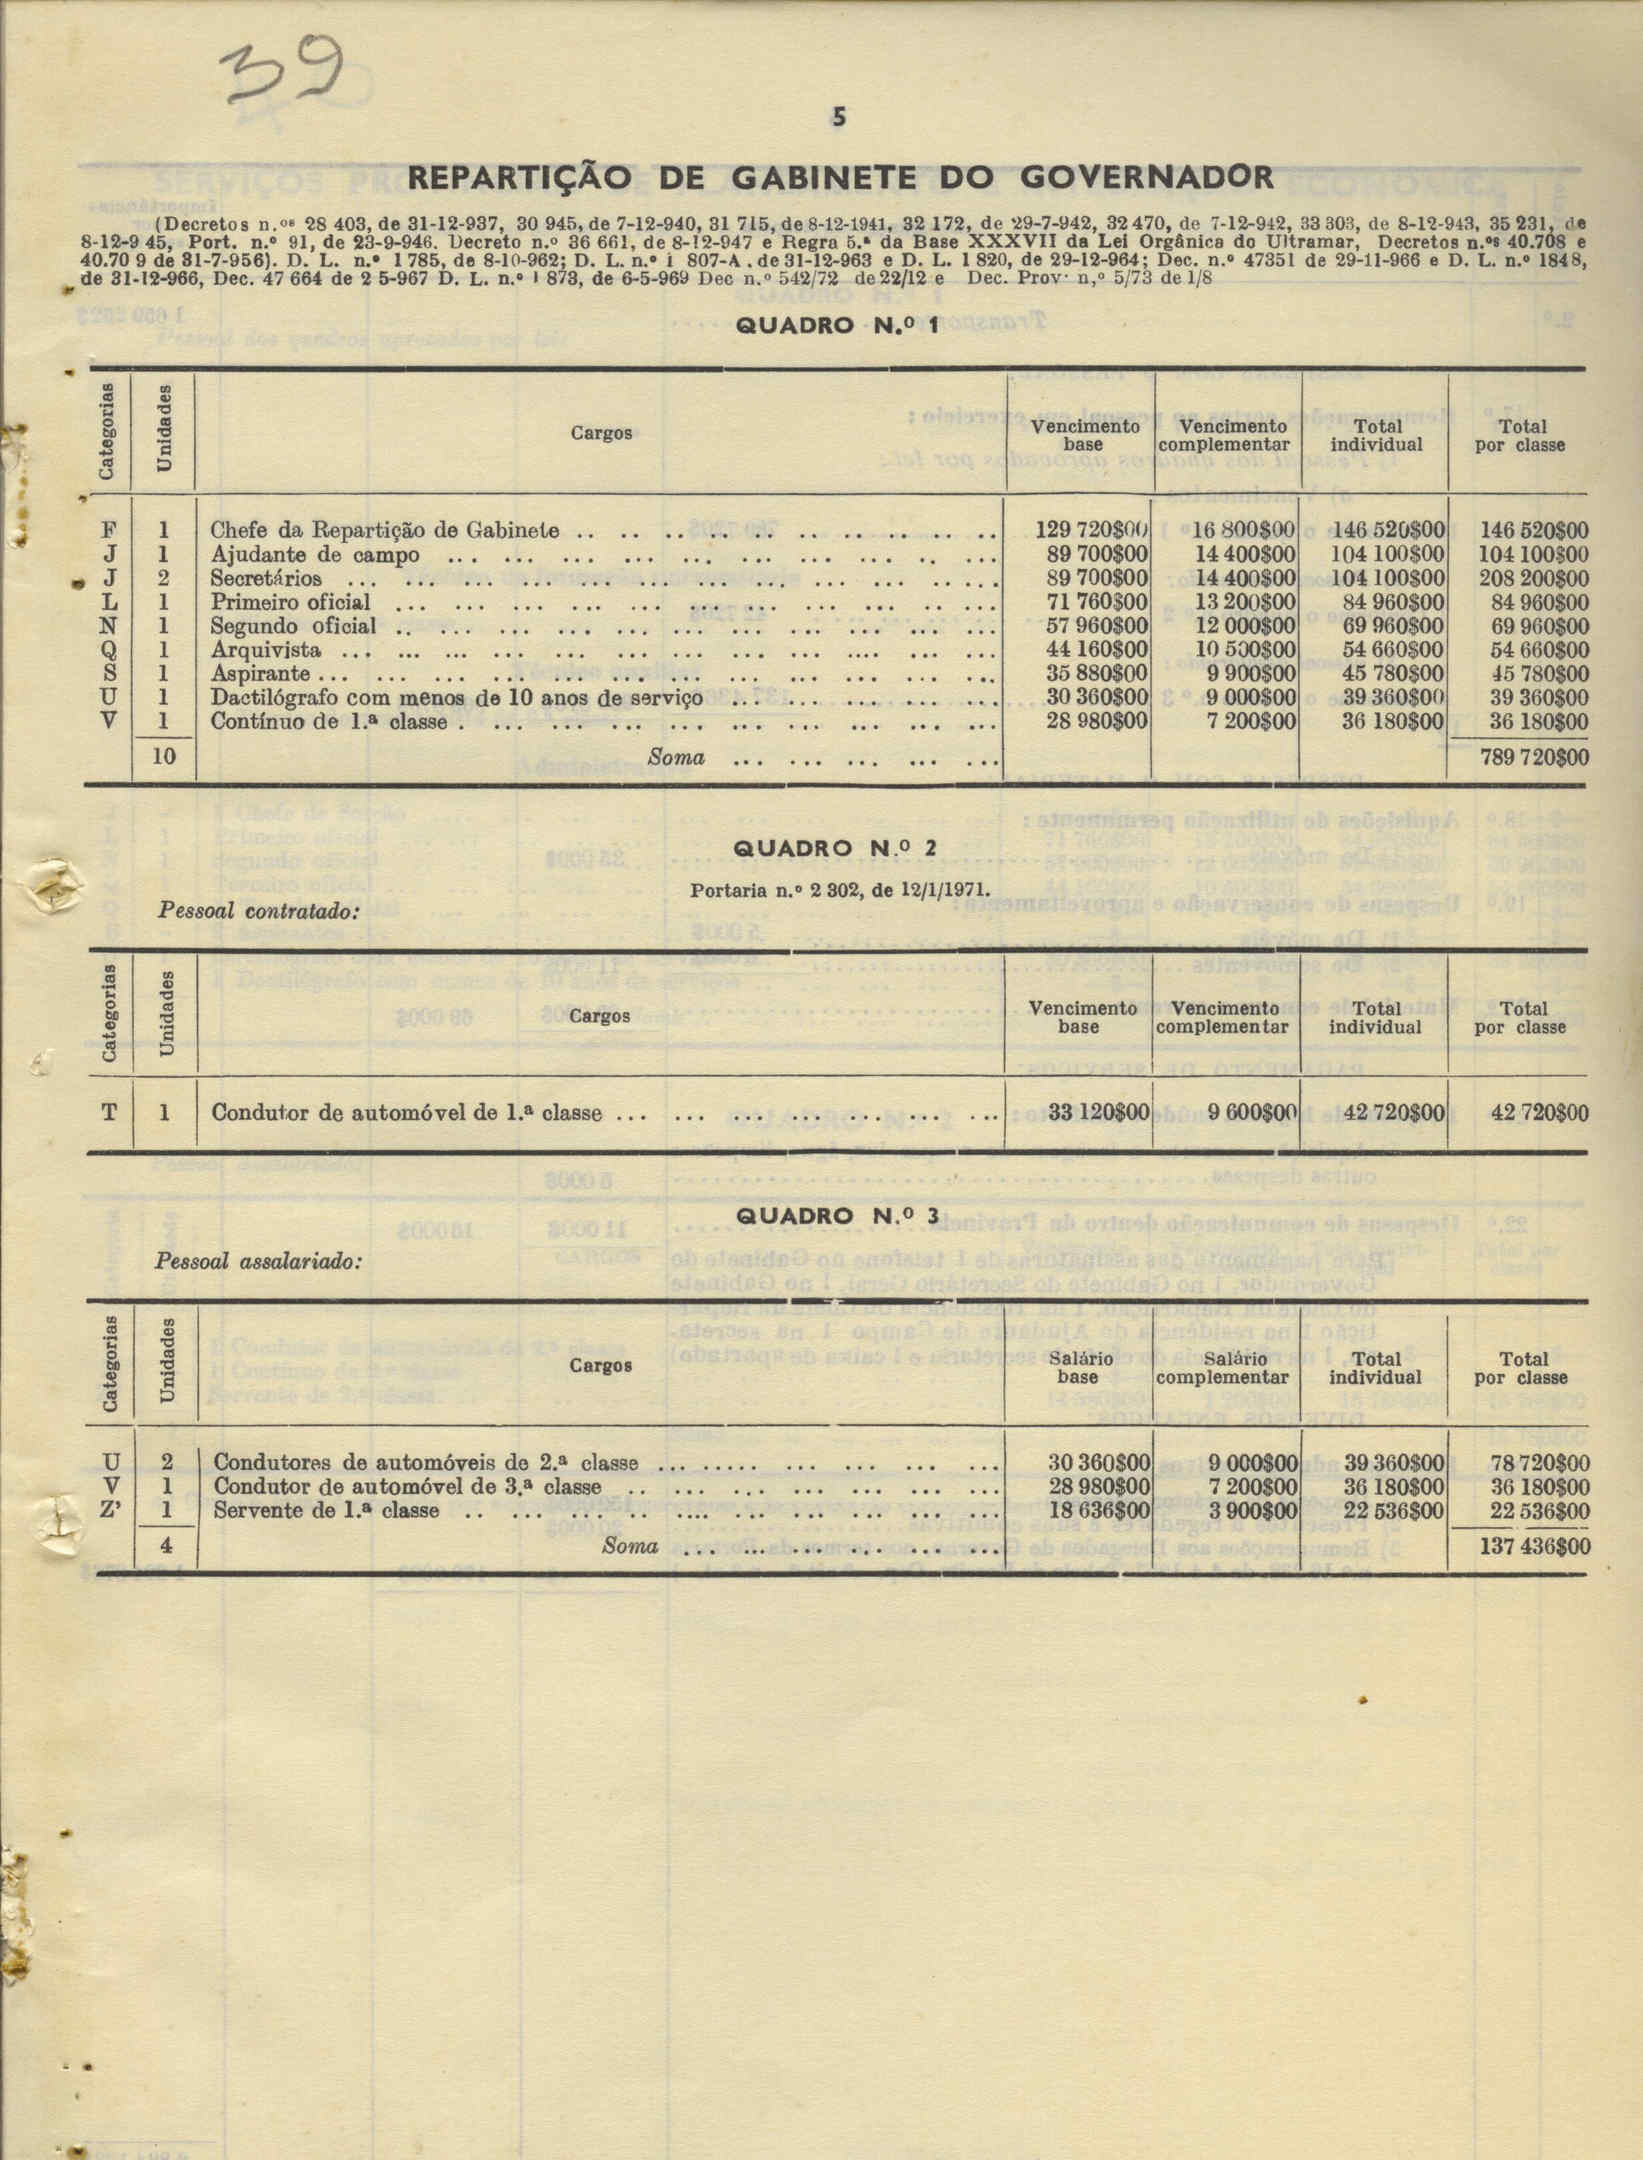 39
5
REPARTIÇÃO DE GABINETE DO GOVERNADOR
(Decretos n.ºˢ 28 403, de 31-12-937, 30 945, de 7-12-940, 31 715, de 8-12-1941, 32 172, de 29-7-942, 32 470, de 7-12-942, 33 303, de 8-12-943, 35 231, de
8-12-9 45, Port. n.º 91, de 23-9-946. Decreto n.º 36 661, de 8-12-947 e Regra 5.ª da Base XXXVII da Lei Orgânica do Ultramar, Decretos n.ºˢ 40.708 e
40.70 9 de 31-7-956). D. L. n.º 1 785, de 8-10-962; D. L. n.º 1 807-A . de 31-12-963 e D. L. 1 820, de 29-12-964; Dec. n.º 47351 de 29-11-966 e D. L. n.º 1848,
de 31-12-966, Dec. 47 664 de 2 5-967 D. L. n.º 1 873, de 6-5-969 Dec n.º 542/72 de 22/12 e Dec. Prov· n,º 5/73 de 1/8
QUADRO N.º 1
Categorias Unidades Cargos Vencimento base Vencimento complementar Total individual Total por classe
F 1 Chefe da Repartição de Gabinete 129 720$00 16 800$00 146 520$00 146 520$00
J 1 Ajudante de campo 89 700$00 14 400$00 104 100$00 104 100$00
J 2 Secretários 89 700$00 14 400$00 104 100$00 208 200$00
L 1 Primeiro oficial 71 760$00 13 200$00 84 960$00 84 960$00
N 1 Segundo oficial 57 960$00 12 000$00 69 960$00 69 960$00
Q 1 Arquivista 44 160$00 10 500$00 54 660$00 54 660$00
S 1 Aspirante 35 880$00 9 900$00 45 780$00 45 780$00
U 1 Dactilógrafo com menos de 10 anos de serviço 30 360$00 9 000$00 39 360$00 39 360$00
V 1 Contínuo de 1.ª classe 28 980$00 7 200$00 36 180$00 36 180$00
10 Soma 789 720$00
QUADRO N.º 2
Portaria n.º 2 302, de 12/1/1971.
Pessoal contratado:
Categorias Unidades Cargos Vencimento base Vencimento complementar Total individual Total por classe
T 1 Condutor de automóvel de 1.ª classe 33 120$00 9 600$00 42 720$00 42 720$00
QUADRO N.º 3
Pessoal assalariado:
Categorias Unidades Cargos Salário base Salário complementar Total individual Total por classe
U 2 Condutores de automóveis de 2.ª classe 30 360$00 9 000$00 39 360$00 78 720$00
V 1 Condutor de automóvel de 3.ª classe 28 980$00 7 200$00 36 180$00 36 180$00
Z' 1 Servente de 1.ª classe 18 636$00 3 900$00 22 536$00 22 536$00
4 Soma 137 436$00